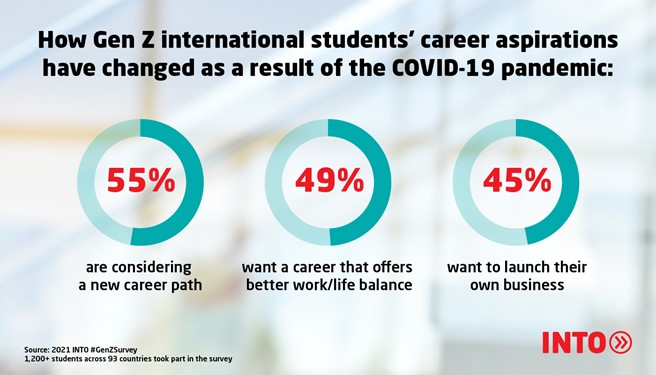 How Gen Z international students' career aspirations
have changed as a result of the COVID-19 pandemic:
55%
49%
45%
are considering
a new career path
want a career that offers
better work/life balance
want to launch their
own business
Source: 2021 INTO #GenZSurvey
1,200+ students across 93 countries took part in the survey
INTO